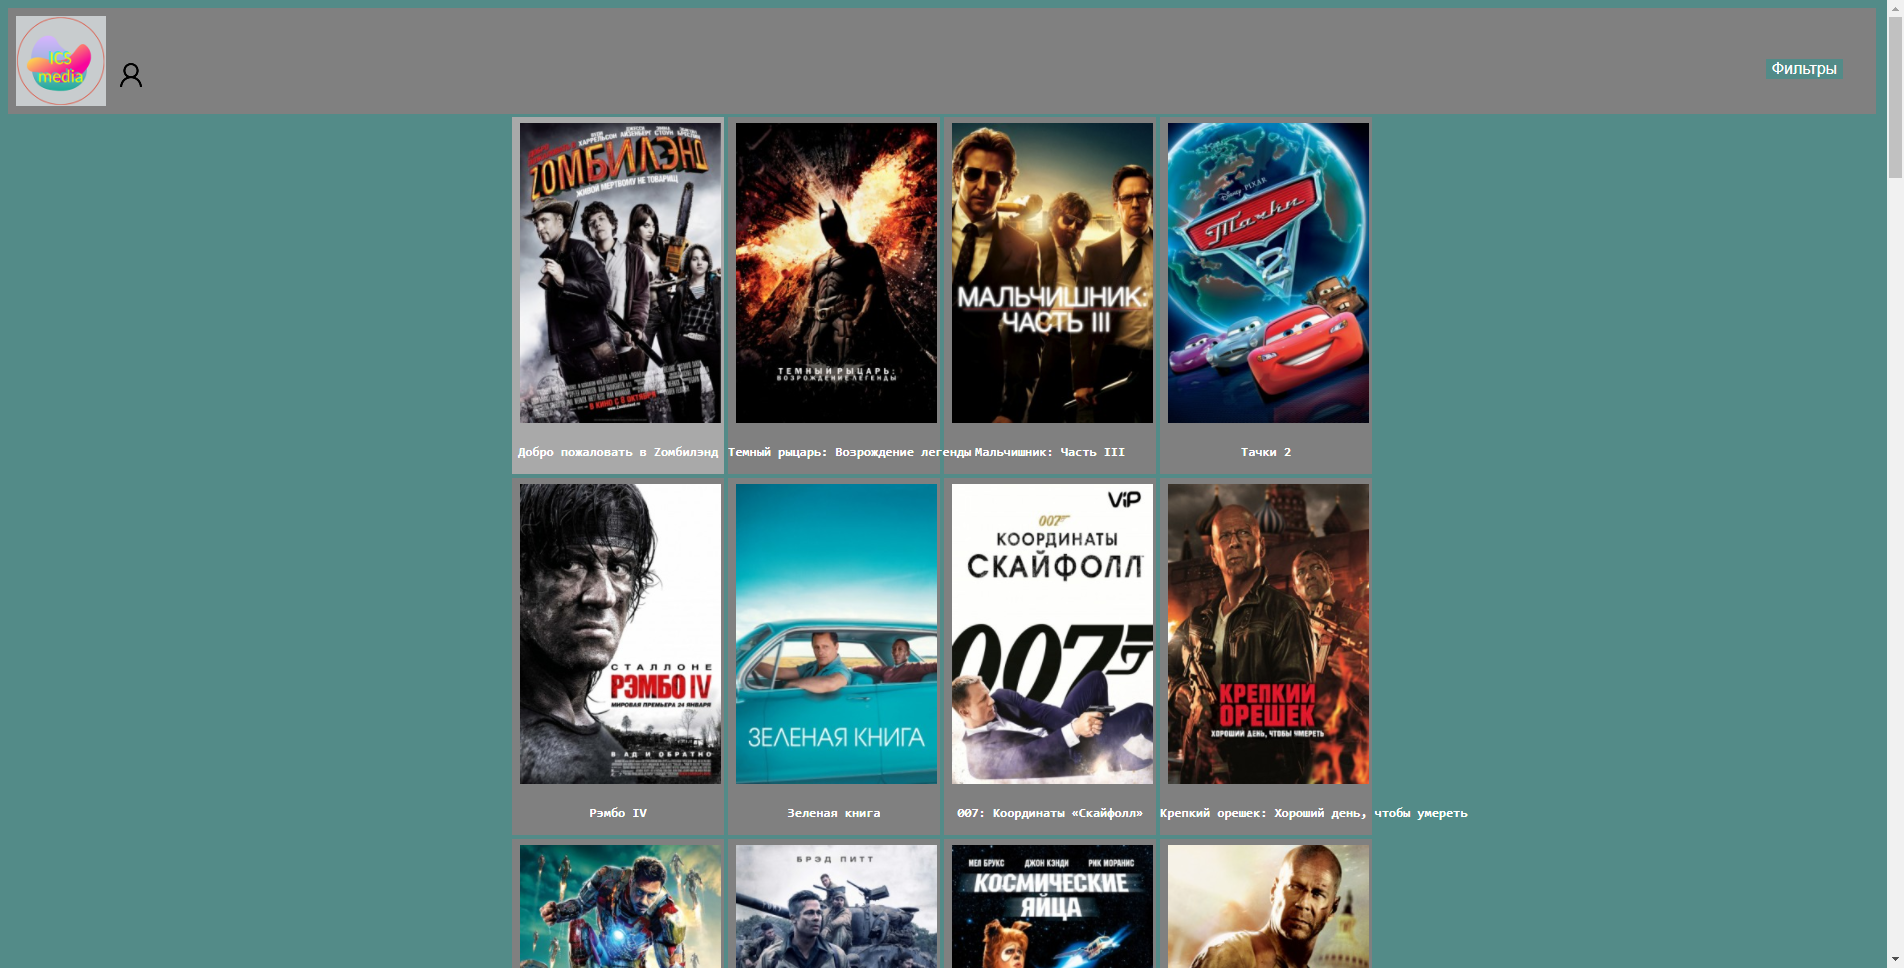 ICS
media
Фильтры
ХАРРЕЛЬСОН АЙЗЕНБЕРГ СТОУН БРЕСЛИН
ZОМБИЛЭНД
ЖИВОЙ МЕРТВОМУ НЕ ТОВАРИЩ
В КИНО С 8 ОКТЯБРЯ
ТЕМНЫЙ РЫЦАРЬ:
ВОЗРОЖДЕНИЕ ЛЕГЕНДЫ
МАЛЬЧИШНИК:
ЧАСТЬ III
Disney PIXAR
Тачки
2
Добро пожаловать в Zомбилэнд
Темный рыцарь: Возрождение легенды
Мальчишник: Часть III
Тачки 2
СТАЛЛОНЕ
РЭМБО IV
МИРОВАЯ ПРЕМЬЕРА 24 ЯНВАРЯ
В АД И ОБРАТНО
ЗЕЛЕНАЯ КНИГА
ViP
007
КООРДИНАТЫ
СКАЙФОЛЛ
007
КРЕПКИЙ
ОРЕШЕК
ХОРОШИЙ ДЕНЬ, ЧТОБЫ УМЕРЕТЬ
Рэмбо IV
Зеленая книга
007: Координаты «Скайфолл»
Крепкий орешек: Хороший день, чтобы умереть
БРЭД ПИТТ
МЕЛ БРУКС ДЖОН КЭНДИ РИК МОРАНИС
КОСМИЧЕСКИЕ
ЯЙЦА